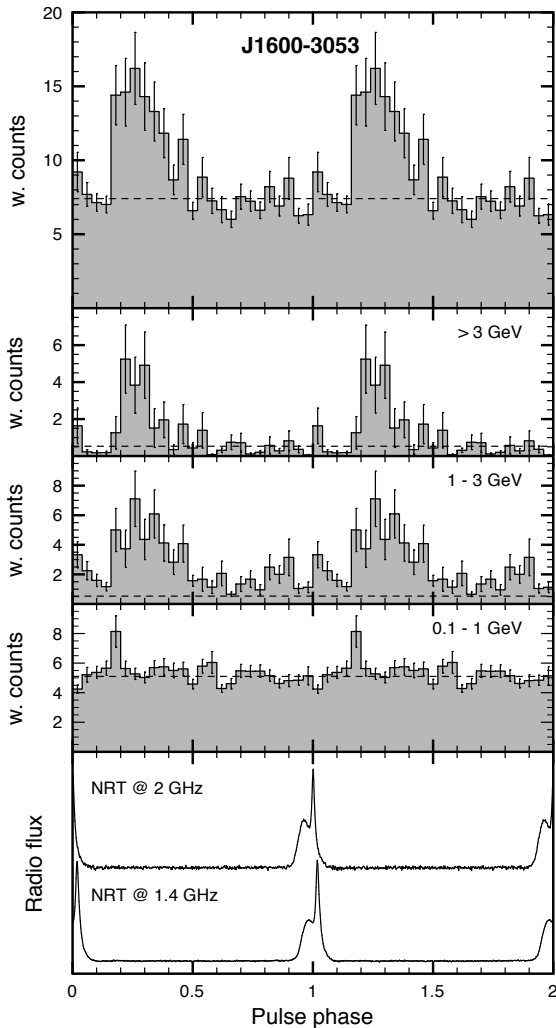 J1600-3053
20
15
10
5
w. counts
> 3 GeV
6
4
2
w. counts
1 - 3 GeV
8
6
4
2
w. counts
0.1 - 1 GeV
8
6
4
2
w. counts
NRT @ 2 GHz
NRT @ 1.4 GHz
Radio flux
0 0.5 1 1.5 2
Pulse phase